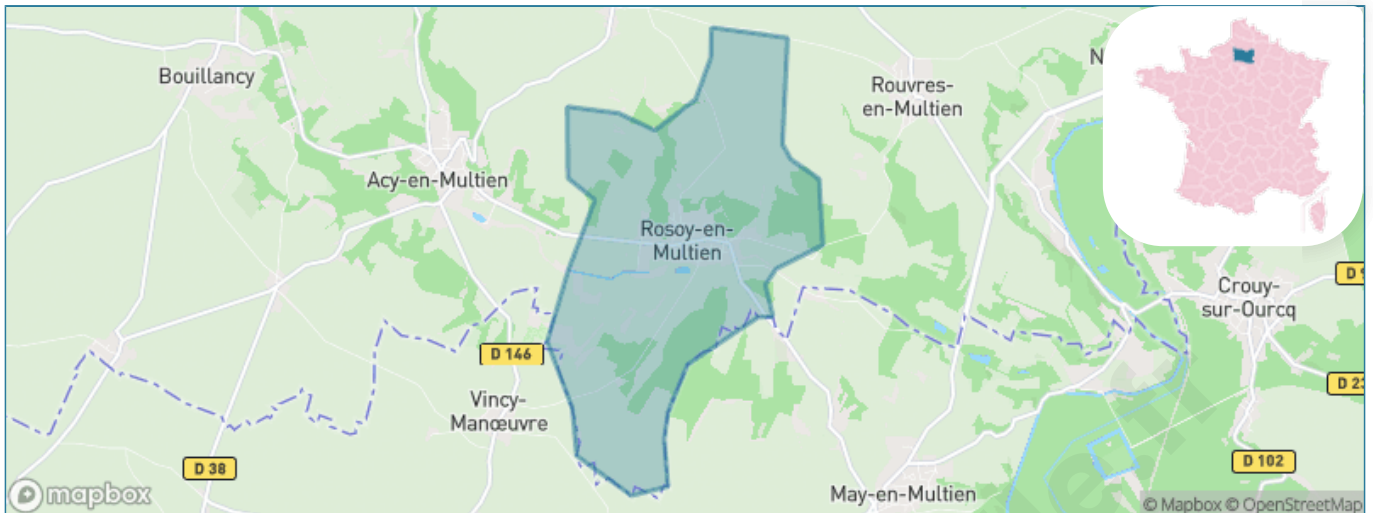 Bouillancy
Rouvres-
en-Multien
Acy-en-Multien
Rosoy-en-
Multien
Crouy-
sur-Ourcq
D 146
Vincy-
Manœuvre
D 38
D 102
May-en-Multien
mapbox
© Mapbox © OpenStreetMap